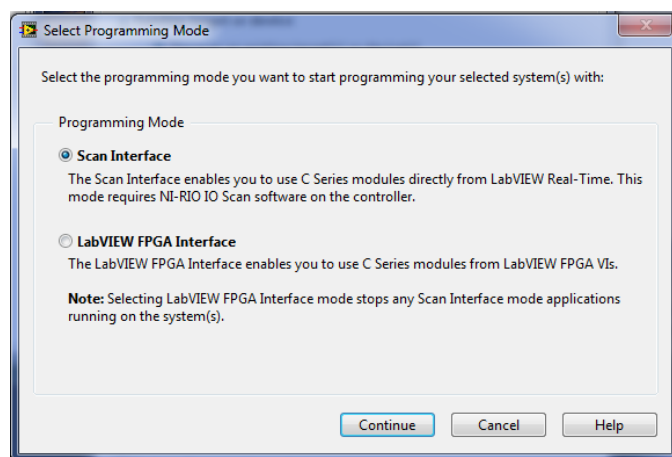 Select Programming Mode
Select the programming mode you want to start programming your selected system(s) with:
Programming Mode
Scan Interface
The Scan Interface enables you to use C Series modules directly from LabVIEW Real-Time. This
mode requires NI-RIO IO Scan software on the controller.
LabVIEW FPGA Interface
The LabVIEW FPGA Interface enables you to use C Series modules from LabVIEW FPGA VIs.
Note: Selecting LabVIEW FPGA Interface mode stops any Scan Interface mode applications
running on the system(s).
Continue Cancel Help